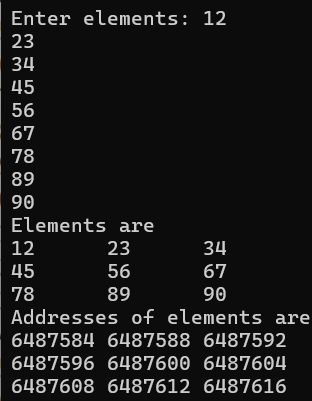 Enter elements: 12
23
34
45
56
67
78
89
90
Elements are
12 23 34
45 56 67
78 89 90
Addresses of elements are
6487584 6487588 6487592
6487596 6487600 6487604
6487608 6487612 6487616